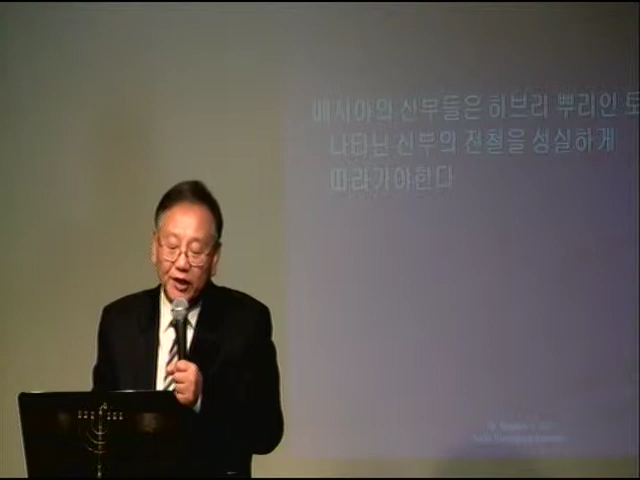 메시아의 신부들은 히브리 뿌리인 토
나타난 신부의 전철을 성실하게
따라가야한다